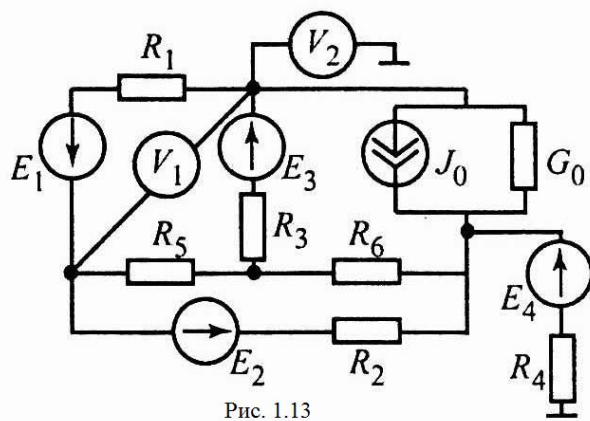 R₁
V₂
E₁
V₁
E₃
J₀
G₀
R₃
R₅
R₆
E₂
R₂
E₄
R₄
Рис. 1.13